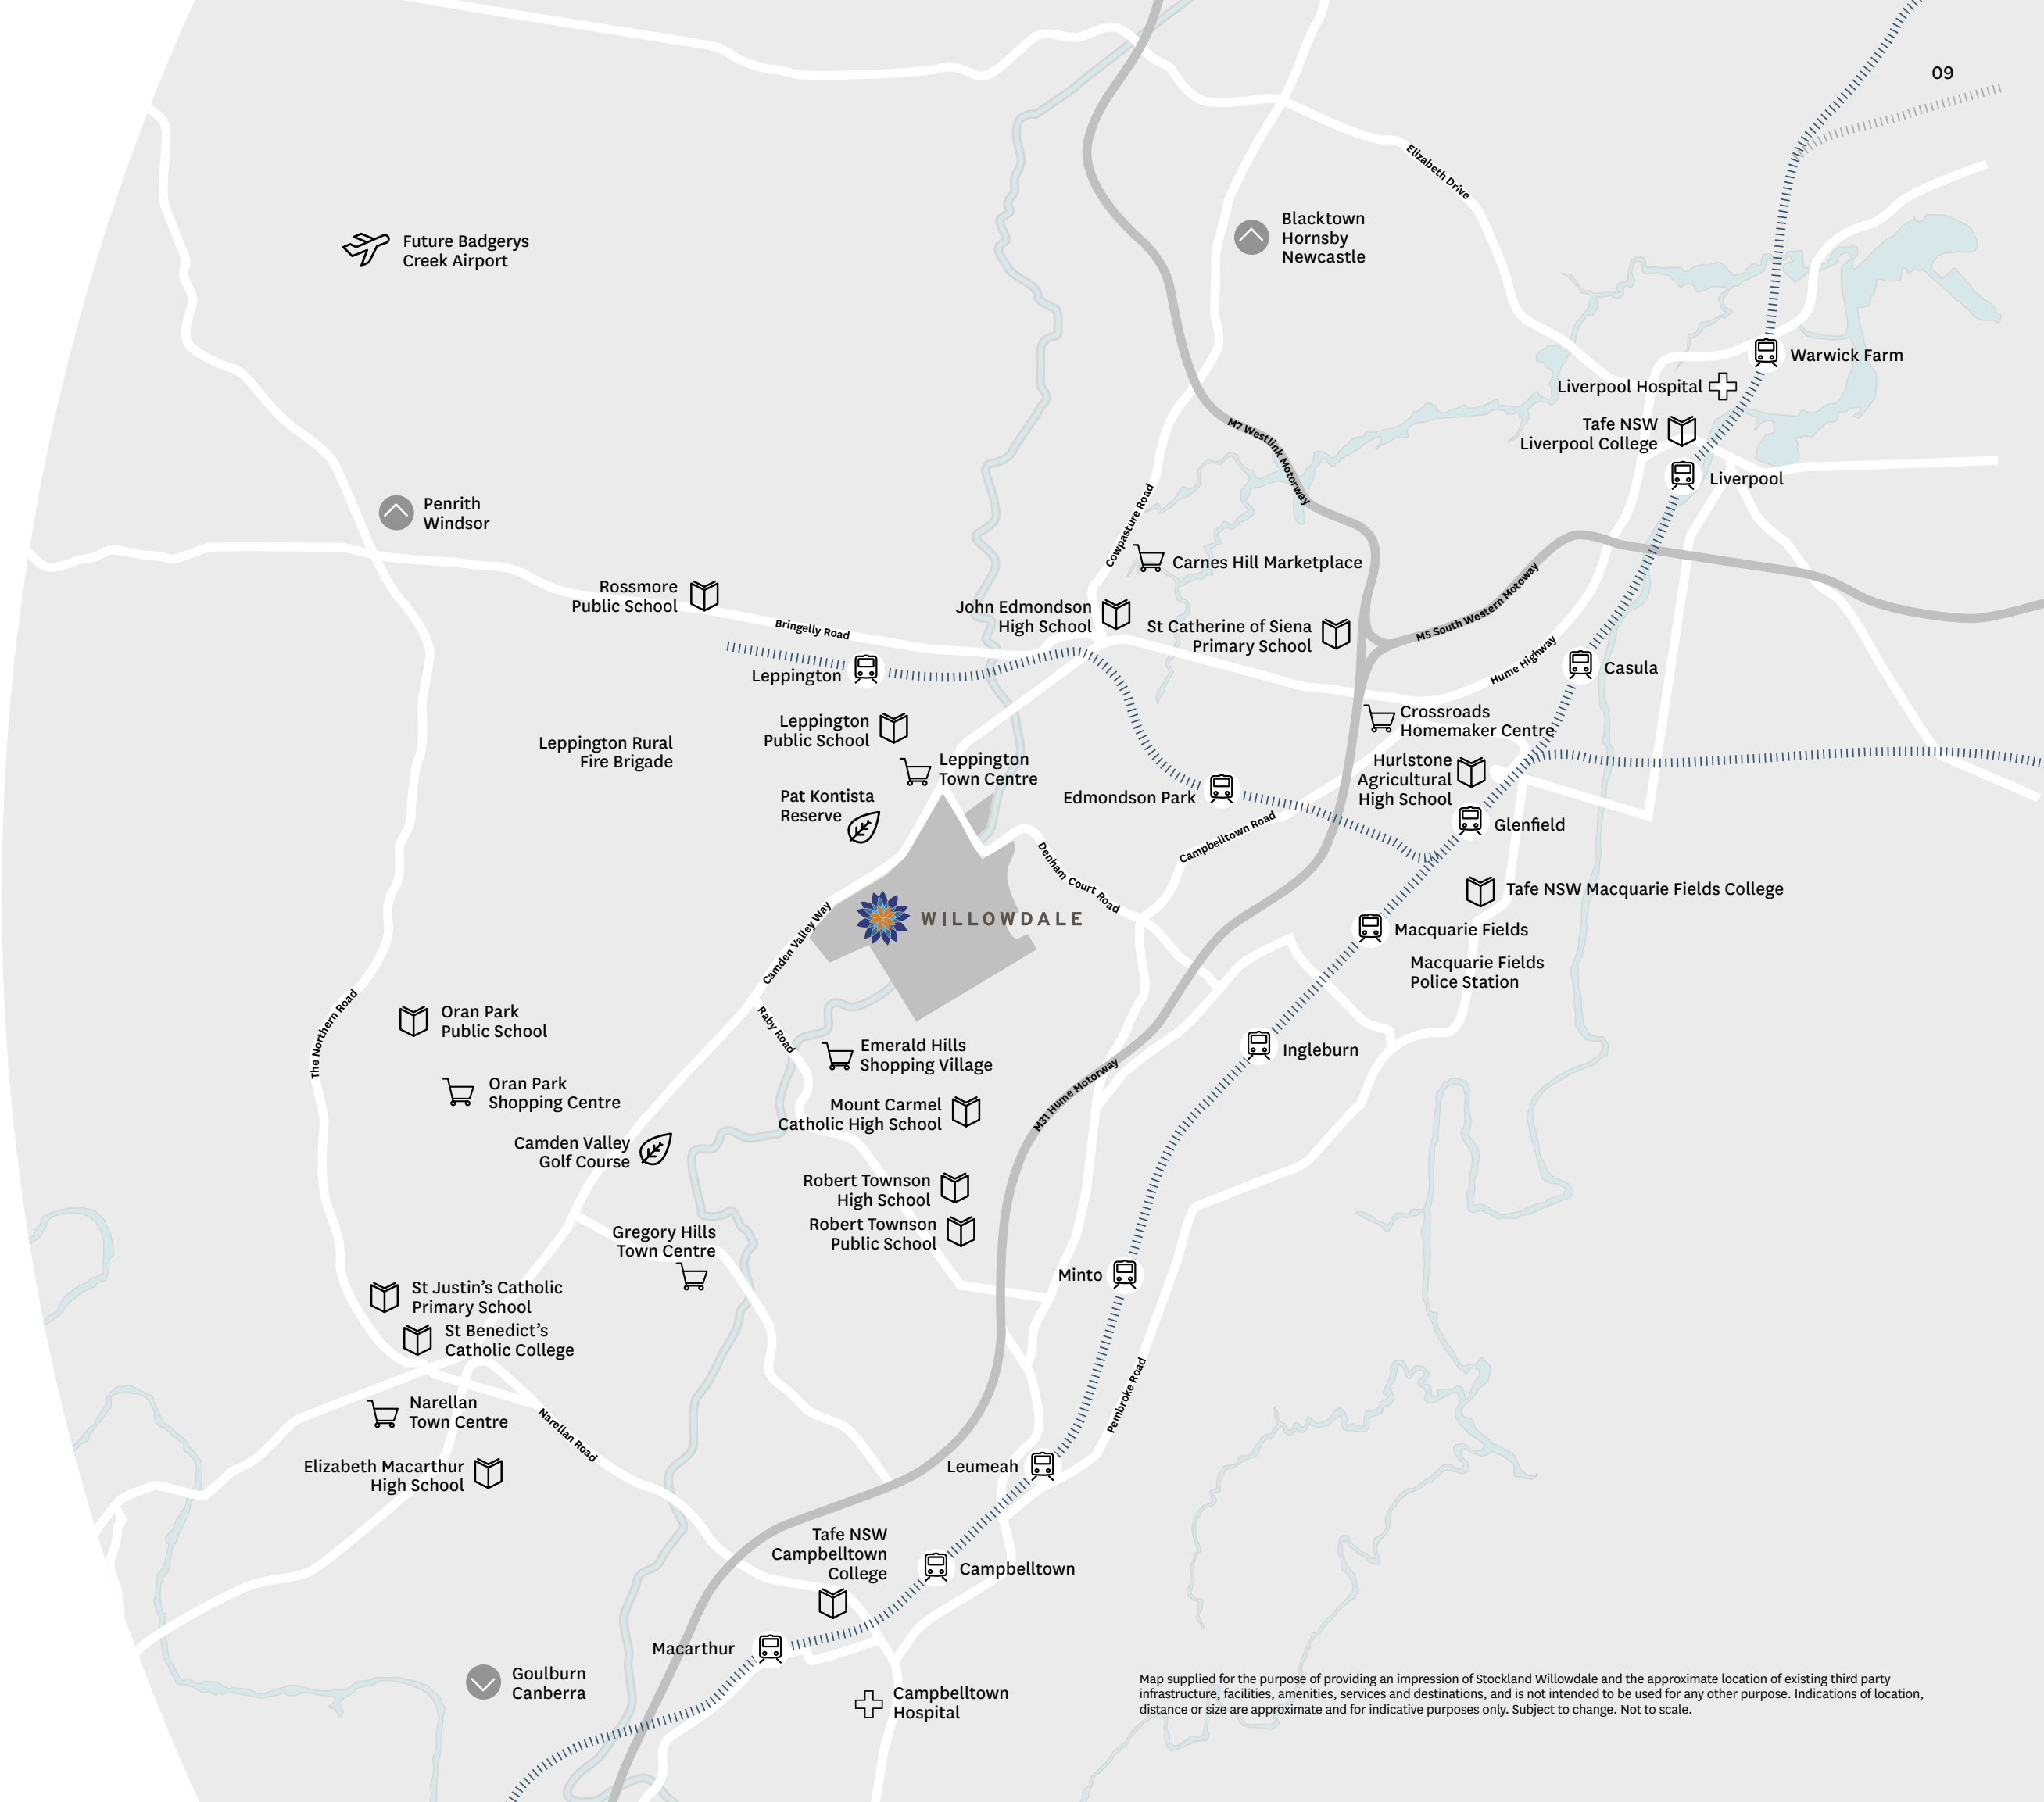 09
Elizabeth Drive
Blacktown
Hornsby
Newcastle
Future Badgerys
Creek Airport
Warwick Farm
Liverpool Hospital
Tafe NSW
Liverpool College
M7 Westlink Motorway
Liverpool
Penrith
Windsor
Cowpasture Road
Carnes Hill Marketplace
Rossmore
Public School
M5 South Western Motoway
John Edmondson
High School
St Catherine of Siena
Primary School
Bringelly Road
Hume Highway
Casula
Leppington
Crossroads
Homemaker Centre
Leppington
Public School
Leppington Rural
Fire Brigade
Leppington
Town Centre
Hurlstone
Agricultural
High School
Edmondson Park
Pat Kontista
Reserve
Glenfield
Campbelltown Road
Denham Court Road
Tafe NSW Macquarie Fields College
WILLOWDALE
Macquarie Fields
Camden Valley Way
Macquarie Fields
Police Station
Oran Park
Public School
The Northern Road
Raby Road
Emerald Hills
Shopping Village
Ingleburn
Oran Park
Shopping Centre
M31 Hume Motorway
Mount Carmel
Catholic High School
Camden Valley
Golf Course
Robert Townson
High School
Robert Townson
Public School
Gregory Hills
Town Centre
Minto
St Justin's Catholic
Primary School
St Benedict's
Catholic College
Pembroke Road
Narellan
Town Centre
Narellan Road
Elizabeth Macarthur
High School
Leumeah
Tafe NSW
Campbelltown
College
Campbelltown
Macarthur
Goulburn
Canberra
Campbelltown
Hospital
Map supplied for the purpose of providing an impression of Stockland Willowdale and the approximate location of existing third party
infrastructure, facilities, amenities, services and destinations, and is not intended to be used for any other purpose. Indications of location,
distance or size are approximate and for indicative purposes only. Subject to change. Not to scale.